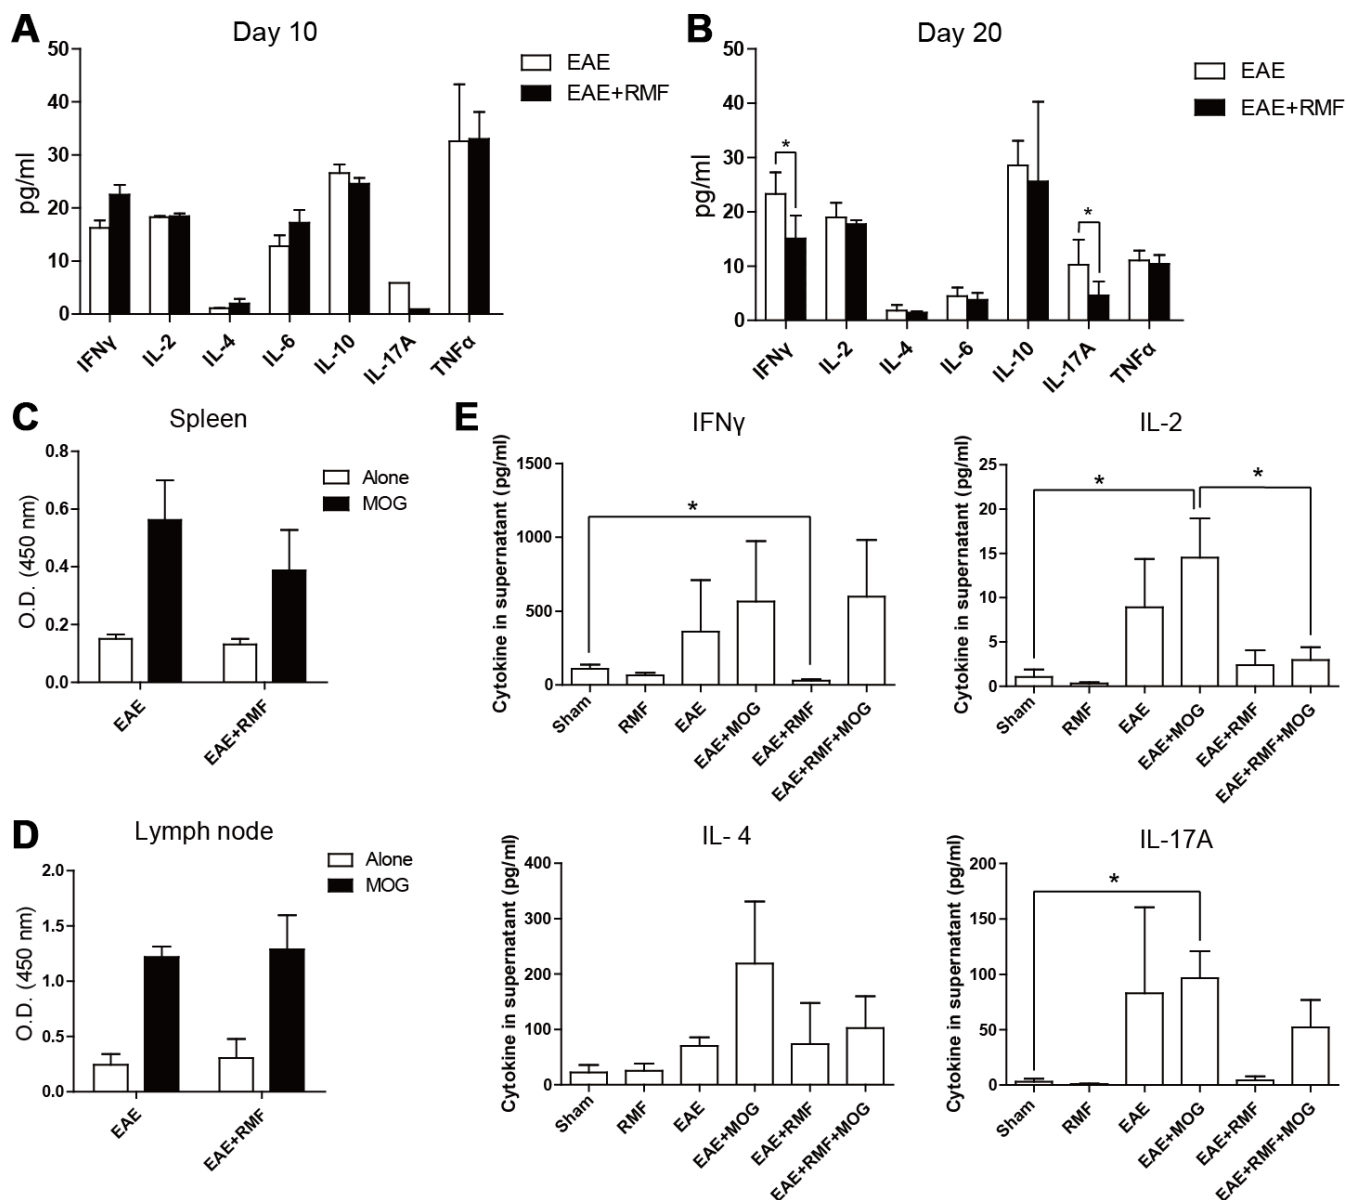 A
Day 10
EAE
EAE+RMF
pg/ml
50
40
30
20
10
0
IFNγ
IL-2
IL-4
IL-6
IL-10
IL-17A
TNFα
B
Day 20
EAE
EAE+RMF
pg/ml
50
40
30
20
10
0
*
*
IFNγ
IL-2
IL-4
IL-6
IL-10
IL-17A
TNFα
C
Spleen
Alone
MOG
O.D. (450 nm)
0.8
0.6
0.4
0.2
0.0
EAE
EAE+RMF
D
Lymph node
Alone
MOG
O.D. (450 nm)
2.0
1.5
1.0
0.5
0.0
EAE
EAE+RMF
E
IFNγ
Cytokine in supernatant (pg/ml)
1500
1000
500
0
*
Sham
RMF
EAE
EAE+MOG
EAE+RMF
EAE+RMF+MOG
IL-2
Cytokine in supernatant (pg/ml)
25
20
15
10
5
0
*
*
Sham
RMF
EAE
EAE+MOG
EAE+RMF
EAE+RMF+MOG
IL- 4
Cytokine in supernatant (pg/ml)
400
300
200
100
0
Sham
RMF
EAE
EAE+MOG
EAE+RMF
EAE+RMF+MOG
IL-17A
Cytokine in supernatant (pg/ml)
200
150
100
50
0
*
Sham
RMF
EAE
EAE+MOG
EAE+RMF
EAE+RMF+MOG